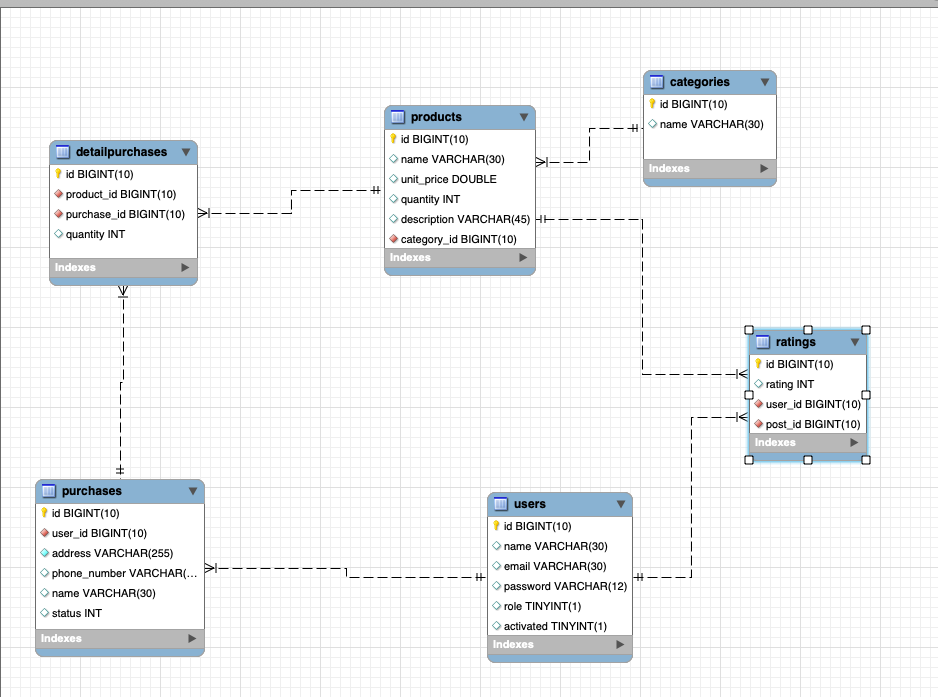 categories
id BIGINT(10)
name VARCHAR(30)
Indexes
products
id BIGINT(10)
name VARCHAR(30)
unit_price DOUBLE
quantity INT
description VARCHAR(45)
category_id BIGINT(10)
Indexes
detailpurchases
id BIGINT(10)
product_id BIGINT(10)
purchase_id BIGINT(10)
quantity INT
Indexes
ratings
id BIGINT(10)
rating INT
user_id BIGINT(10)
post_id BIGINT(10)
Indexes
purchases
id BIGINT(10)
user_id BIGINT(10)
address VARCHAR(255)
phone_number VARCHAR(...
name VARCHAR(30)
status INT
Indexes
users
id BIGINT(10)
name VARCHAR(30)
email VARCHAR(30)
password VARCHAR(12)
role TINYINT(1)
activated TINYINT(1)
Indexes